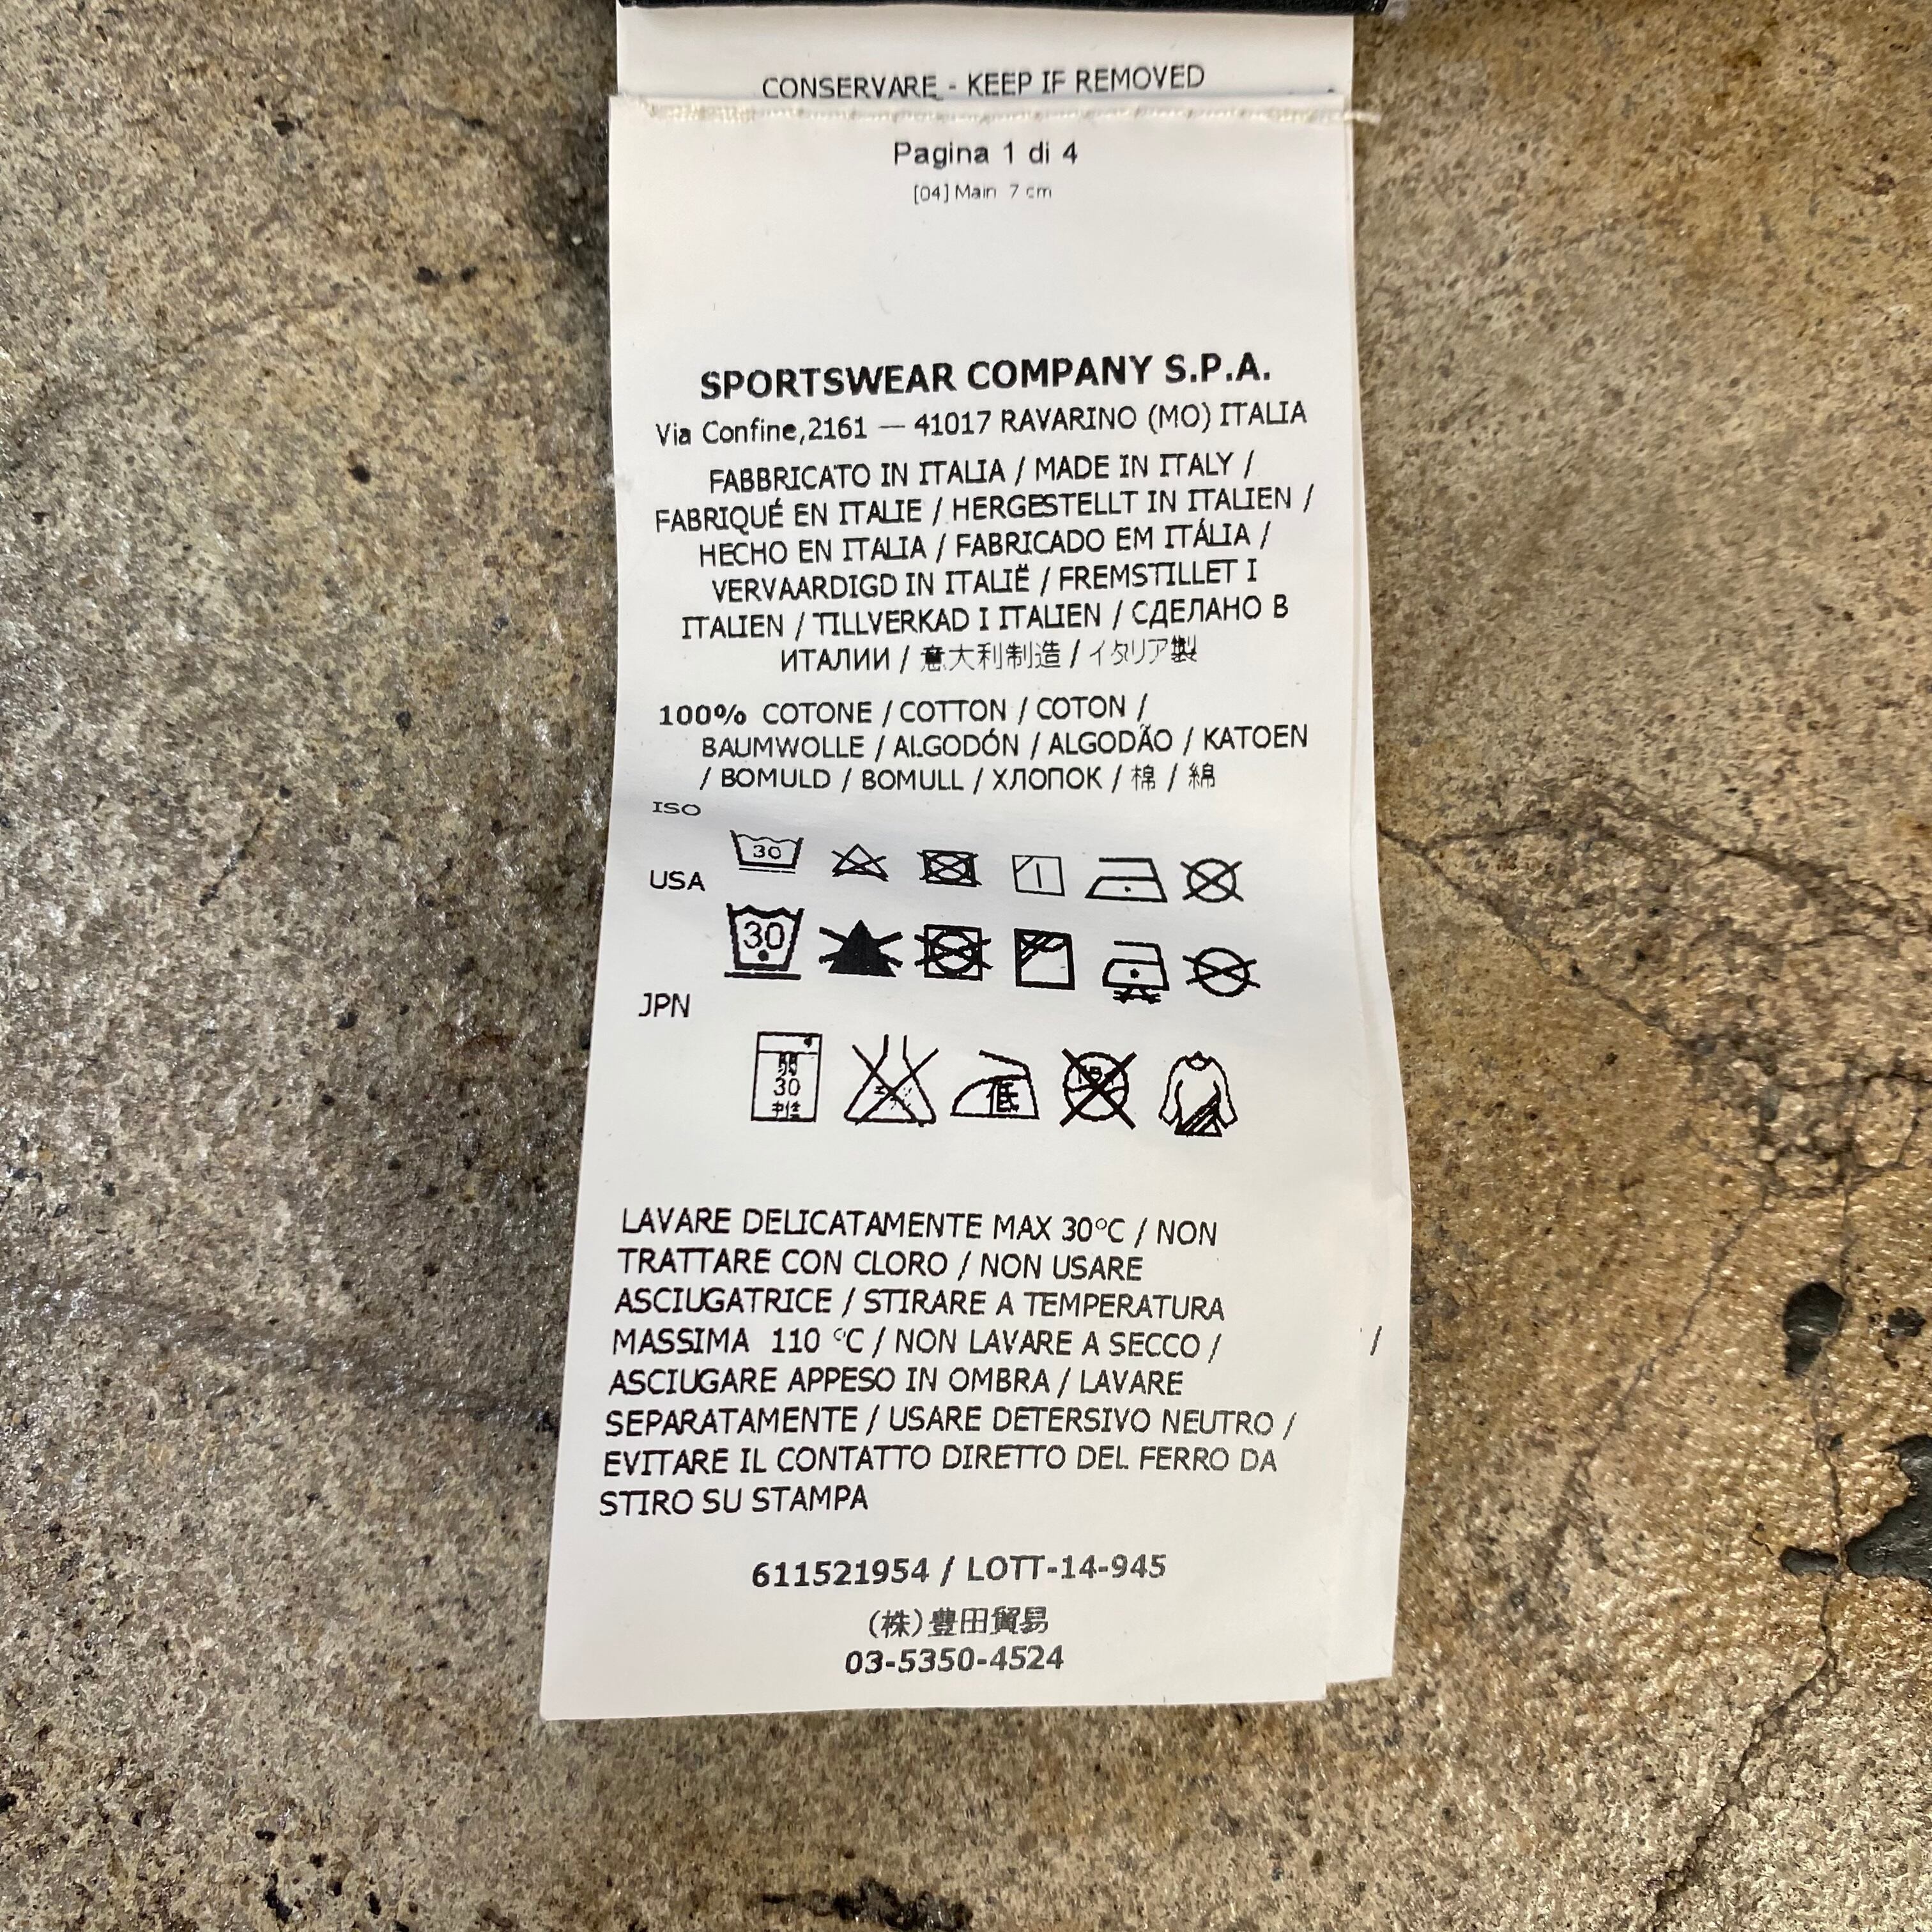 CONSERVARE - KEEP IF REMOVED
Pagina 1 di 4
[04] Main 7 cm
SPORTSWEAR COMPANY S.P.A.
Via Confine,2161 — 41017 RAVARINO (MO) ITALIA
FABBRICATO IN ITALIA / MADE IN ITALY /
FABRIQUÉ EN ITALIE / HERGESTELLT IN ITALIEN /
HECHO EN ITALIA / FABRICADO EM ITÁLIA /
VERVAARDIGD IN ITALIË / FREMSTILLET I
ITALIEN / TILLVERKAD I ITALIEN / СДЕЛАНО В
ИТАЛИИ / 意大利制造 / イタリア製
100% COTONE / COTTON / COTON /
BAUMWOLLE / ALGODÓN / ALGODÃO / KATOEN
/ BOMULD / BOMULL / ХЛОПОК / 棉 / 綿
ISO
30
USA
30
JPN
弱
30
中性
低
LAVARE DELICATAMENTE MAX 30°C / NON
TRATTARE CON CLORO / NON USARE
ASCIUGATRICE / STIRARE A TEMPERATURA
MASSIMA 110 °C / NON LAVARE A SECCO /
ASCIUGARE APPESO IN OMBRA / LAVARE
SEPARATAMENTE / USARE DETERSIVO NEUTRO /
EVITARE IL CONTATTO DIRETTO DEL FERRO DA
STIRO SU STAMPA
611521954 / LOTT-14-945
(株)豊田貿易
03-5350-4524